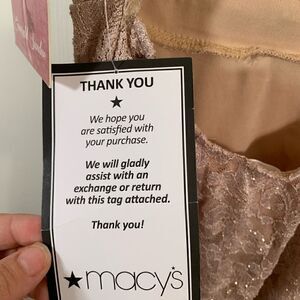 THANK YOU
★
We hope you
are satisfied with
your purchase.
We will gladly
assist with an
exchange or return
with this tag attached.
Thank you!
★macy's